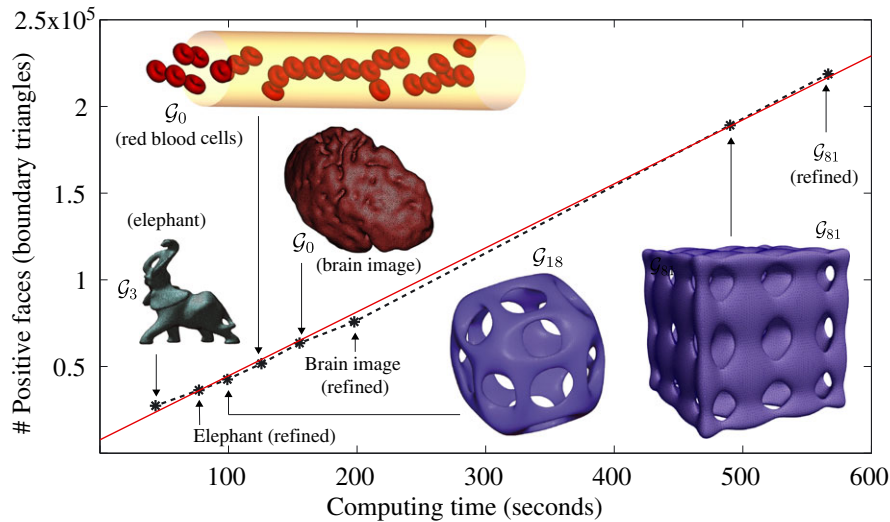 2.5x10⁵
2
1.5
1
0.5
# Positive faces (boundary triangles)
𝒢₀
(red blood cells)
(elephant)
𝒢₃
𝒢₀
(brain image)
Brain image
(refined)
Elephant (refined)
𝒢₁₈
𝒢₈₁
𝒢₈₁
(refined)
100 200 300 400 500 600
Computing time (seconds)